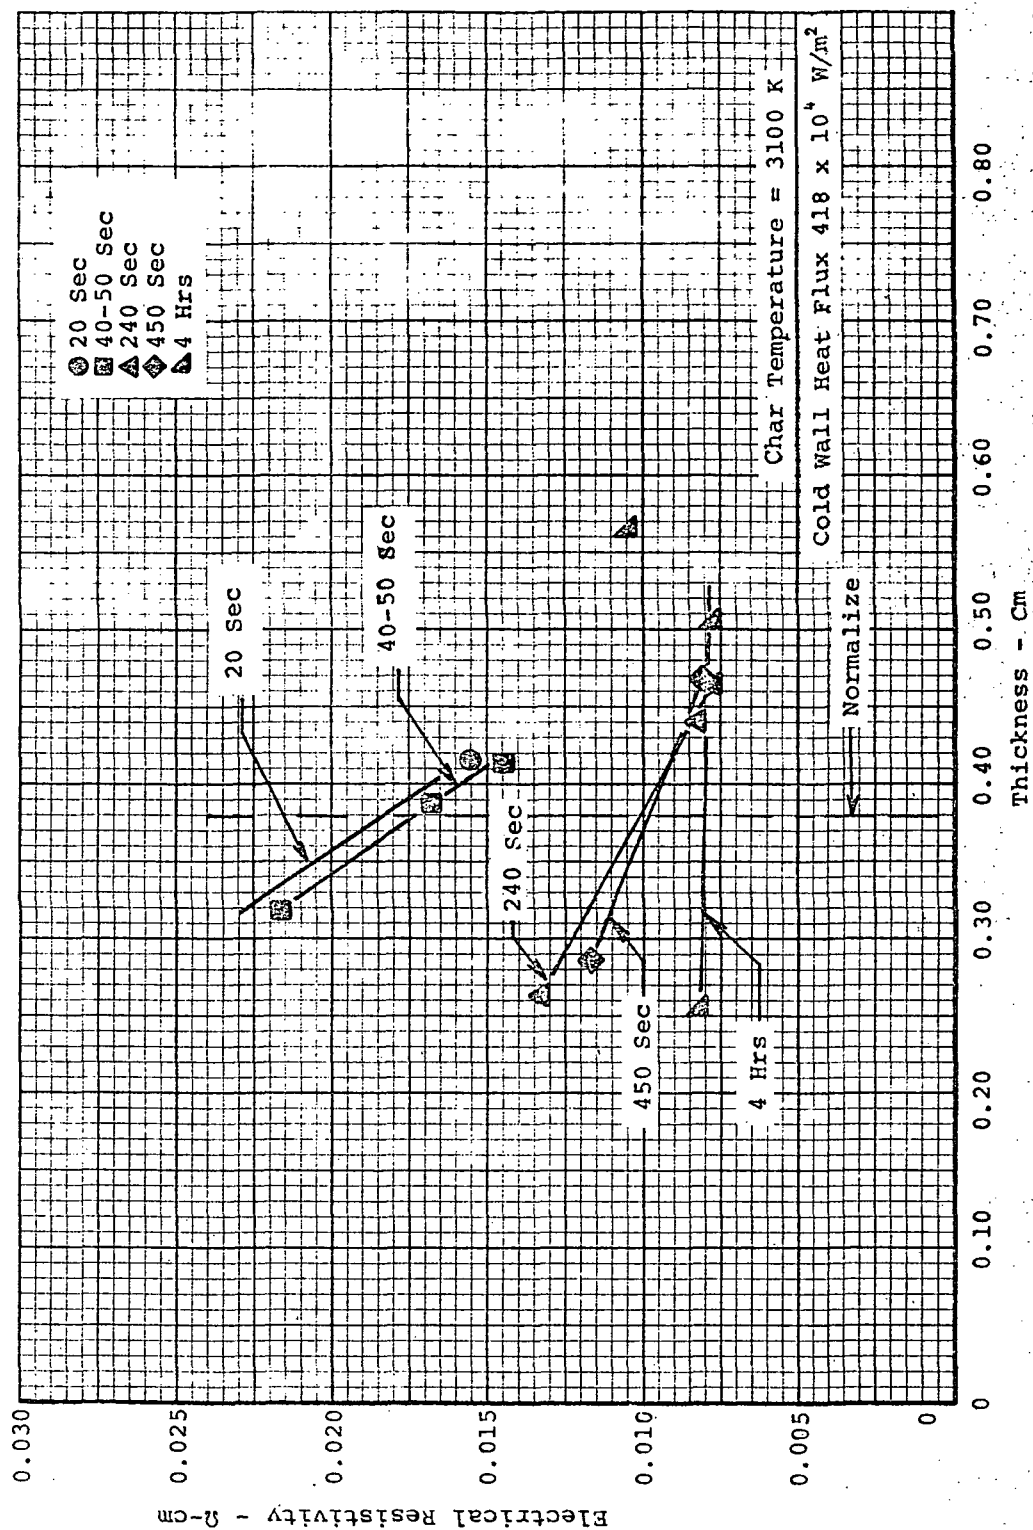 20 Sec
40-50 Sec
240 Sec
450 Sec
4 Hrs
Char Temperature = 3100 K
Cold Wall Heat Flux 418 x 10⁴ W/m²
20 Sec
40-50 Sec
240 Sec
450 Sec
4 Hrs
Normalize
Electrical Resistivity - Ω-cm
0.030
0.025
0.020
0.015
0.010
0.005
0
0
0.10
0.20
0.30
0.40
0.50
0.60
0.70
0.80
Thickness - Cm